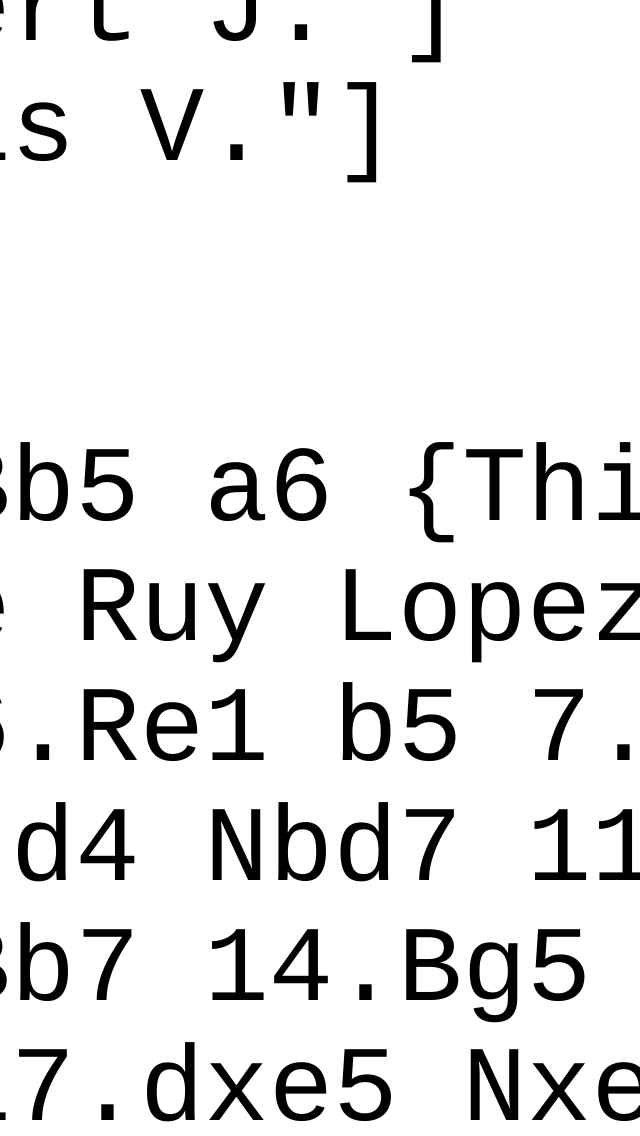 ert J."]
is V."]
Bb5 a6 {Thi
e Ruy Lopez
6.Re1 b5 7.
.d4 Nbd7 11
Bb7 14.Bg5
17.dxe5 Nxe